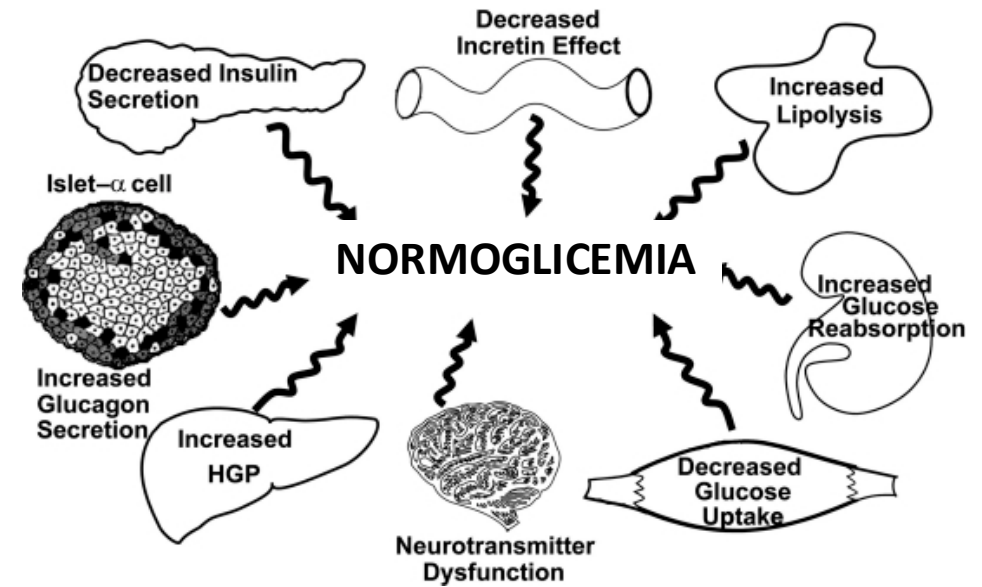 Decreased
Incretin Effect
Decreased Insulin
Secretion
Increased
Lipolysis
Islet–α cell
NORMOGLICEMIA
Increased
Glucose
Reabsorption
Increased
Glucagon
Secretion
Increased
HGP
Decreased
Glucose
Uptake
Neurotransmitter
Dysfunction